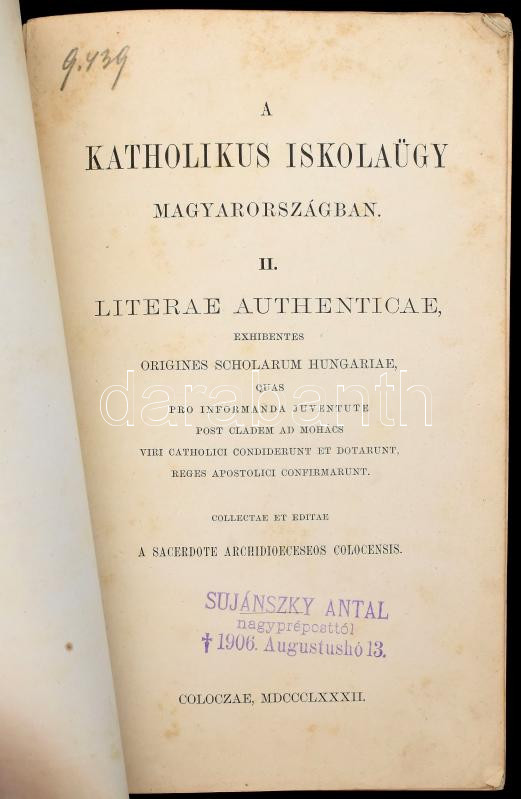 9.439
A
KATHOLIKUS ISKOLAÜGY
MAGYARORSZÁGBAN.
II.
LITERAE AUTHENTICAE,
EXHIBENTES
ORIGINES SCHOLARUM HUNGARIAE,
QUAS
darabanth
PRO INFORMANDA JUVENTUTE
POST CLADEM AD MOHÁCS
VIRI CATHOLICI CONDIDERUNT ET DOTARUNT,
REGES APOSTOLICI CONFIRMARUNT.
COLLECTAE ET EDITAE
A SACERDOTE ARCHIDIOECESEOS COLOCENSIS.
SUJÁNSZKY ANTAL
nagypréposttól
† 1906. Augustushó 13.
COLOCZAE, MDCCCLXXXII.